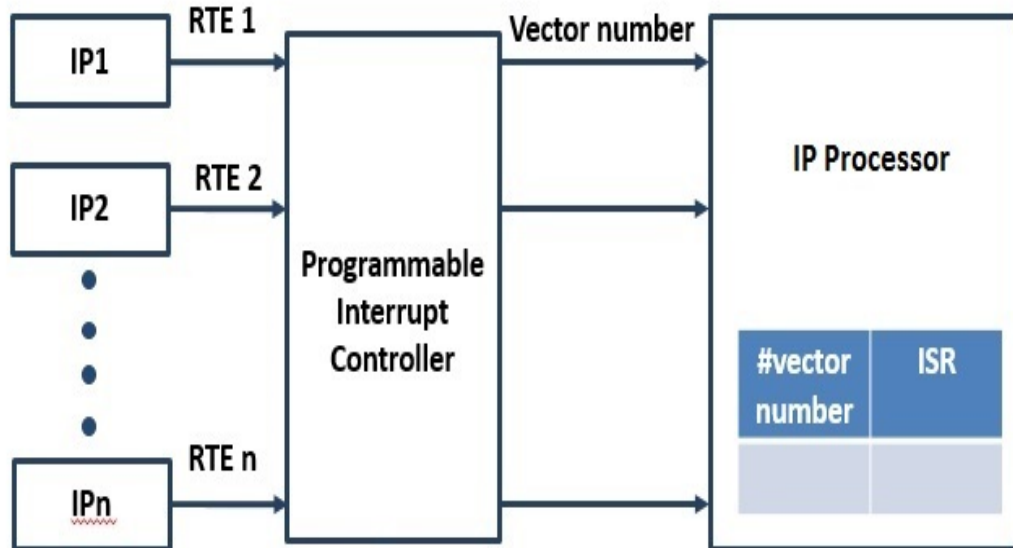 RTE 1
Vector number
IP1
IP Processor
RTE 2
IP2
Programmable
Interrupt
Controller
#vector
number
ISR
RTE n
IPn